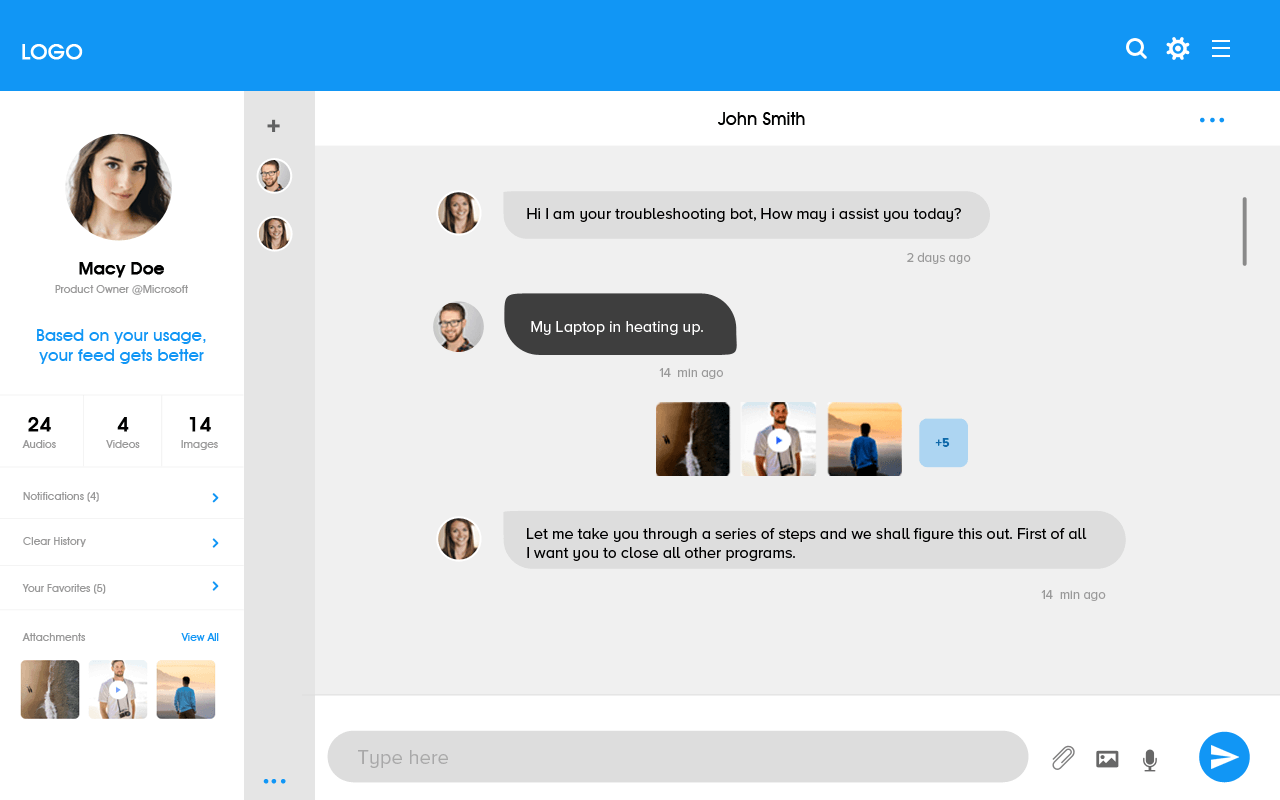 LOGO
John Smith
Macy Doe
Product Owner @Microsoft
Based on your usage,
your feed gets better
24
4
14
Audios
Videos
Images
Notifications (4)
Clear History
Your Favorites (5)
Attachments
View All
Hi I am your troubleshooting bot, How may i assist you today?
2 days ago
My Laptop in heating up.
14 min ago
+5
Let me take you through a series of steps and we shall figure this out. First of all
I want you to close all other programs.
14 min ago
Type here